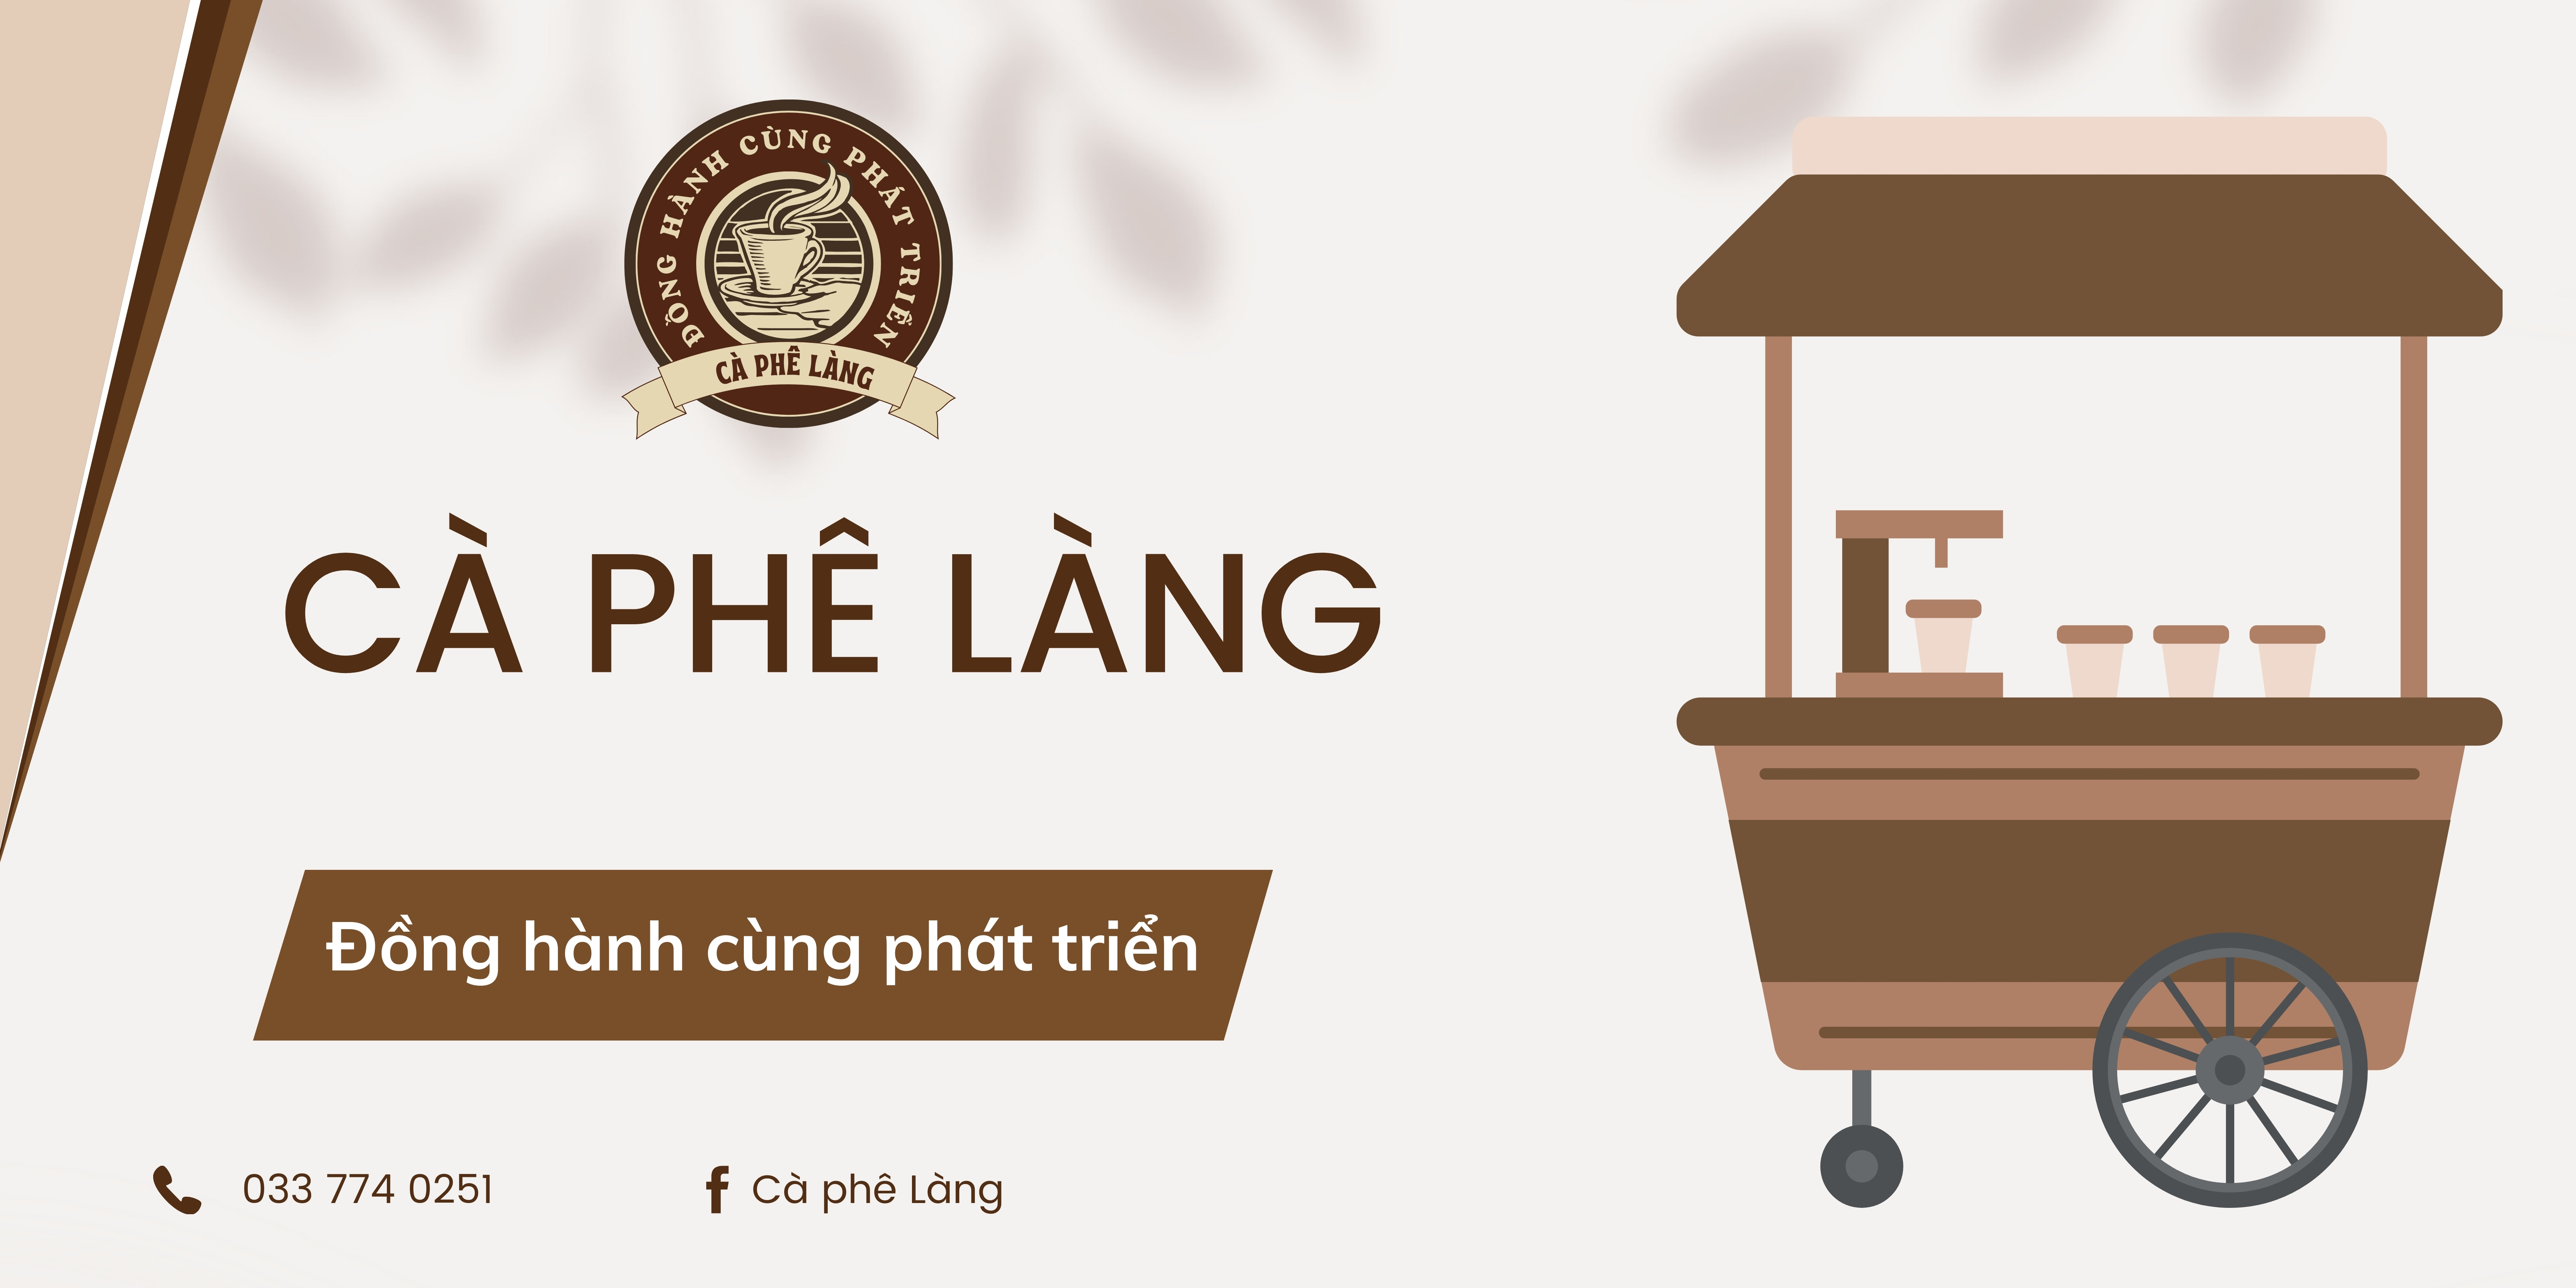 ĐỒNG HÀNH CÙNG PHÁT TRIỂN
CÀ PHÊ LÀNG
CÀ PHÊ LÀNG
Đồng hành cùng phát triển
033 774 0251
Cà phê Làng